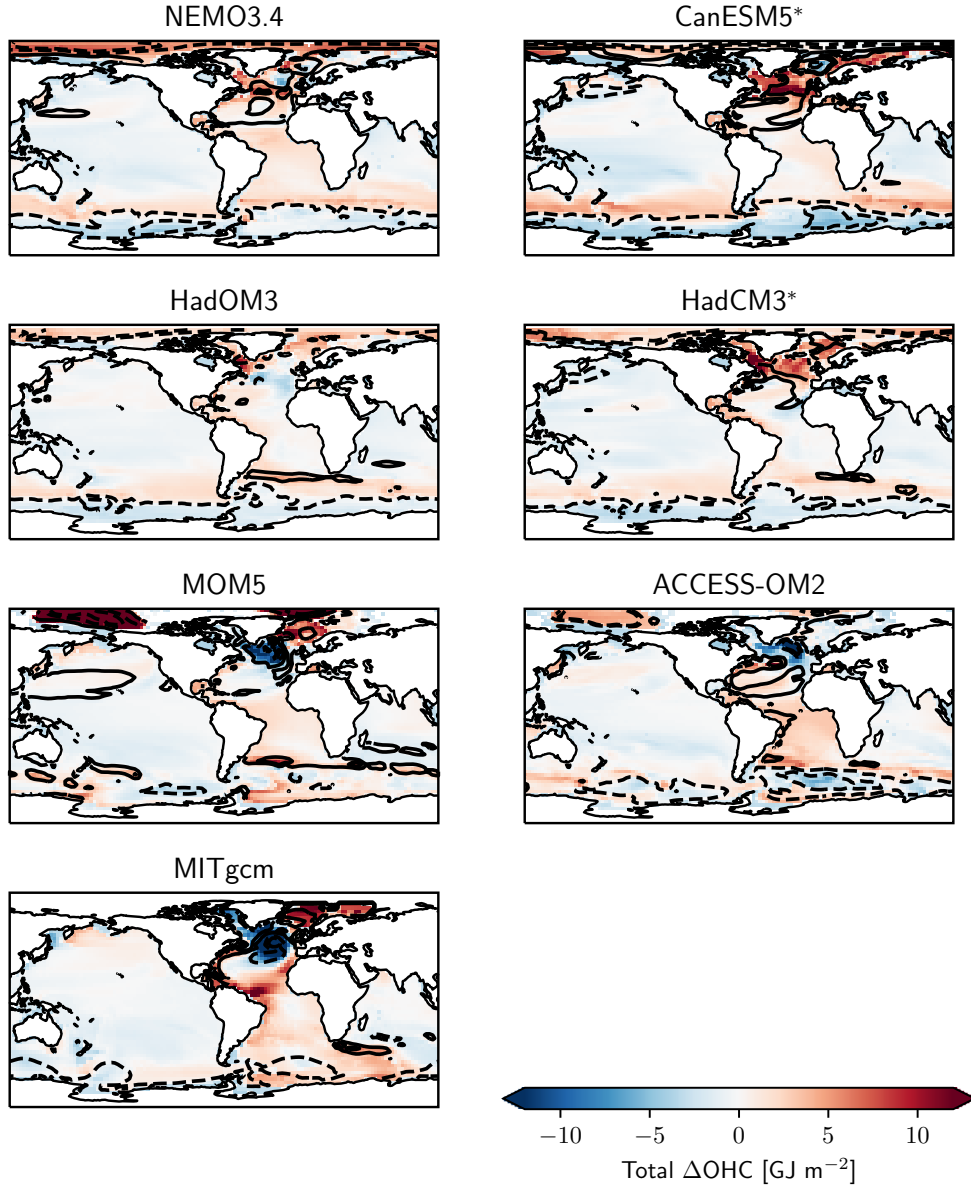 NEMO3.4 CanESM5*
HadOM3 HadCM3*
MOM5 ACCESS-OM2
MITgcm
−10 −5 0 5 10
Total ΔOHC [GJ m⁻²]